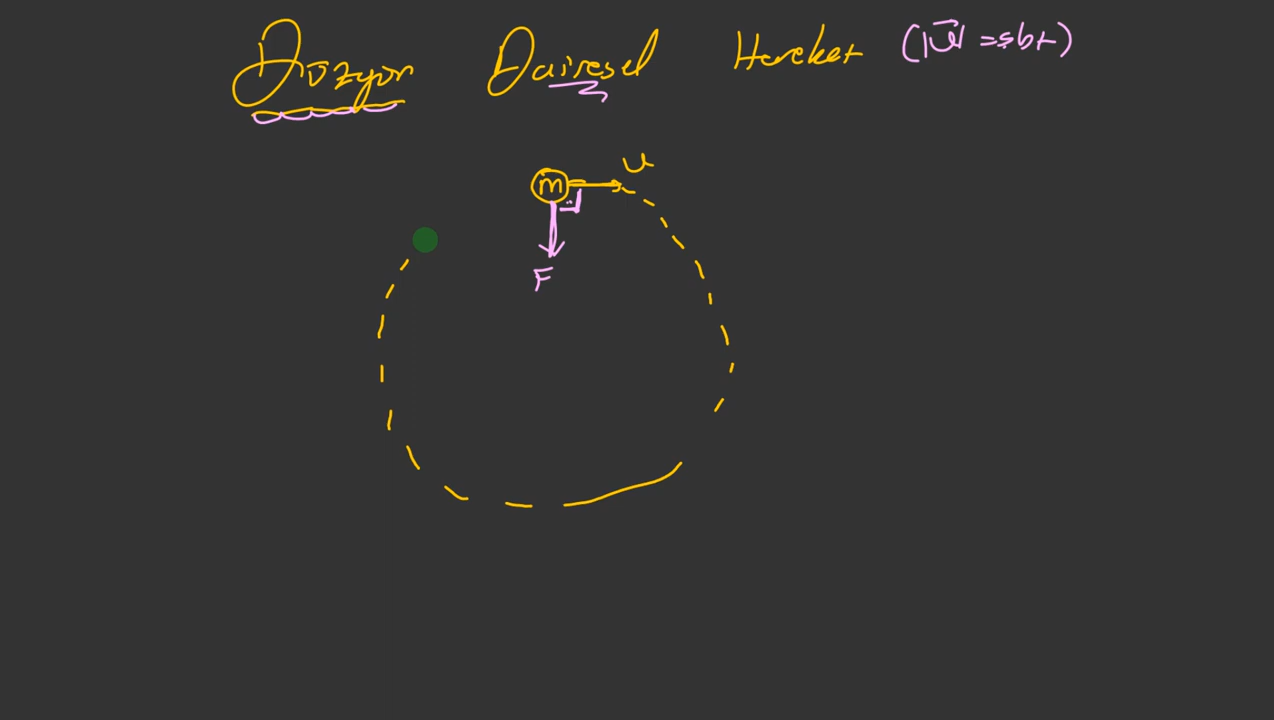 Düzgün Dairesel Hareket (|V⃗| = sbt)
m
V
F